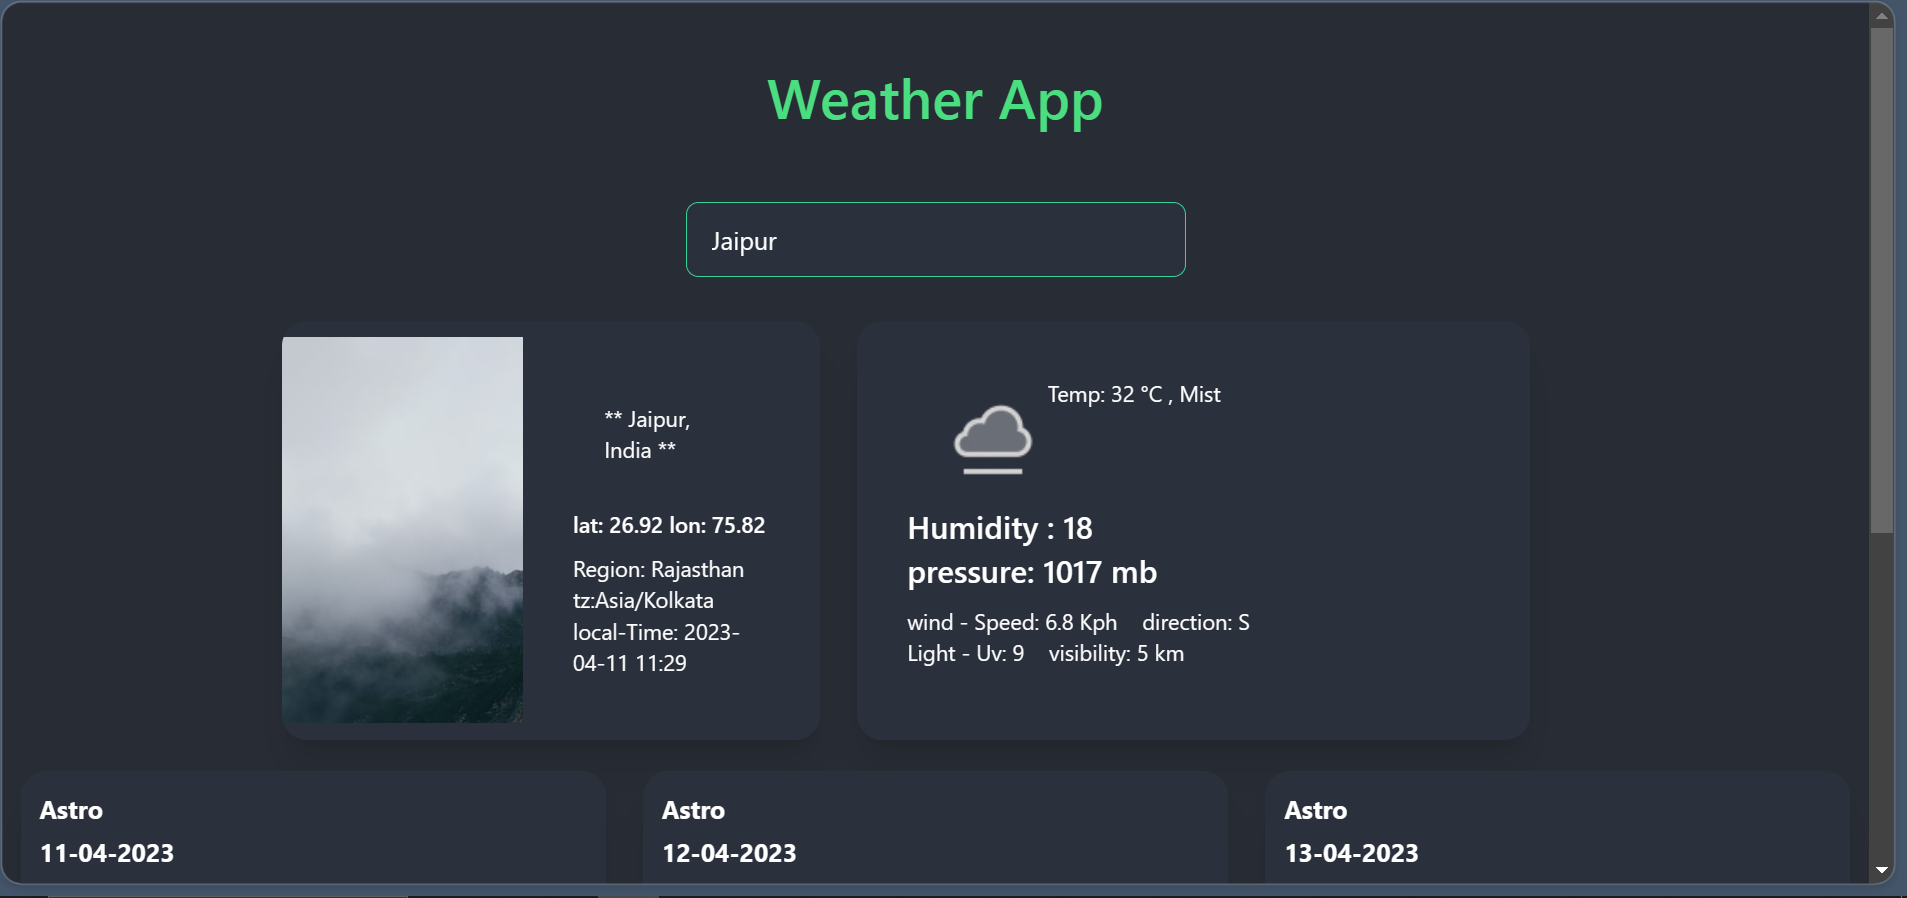 Weather App
Jaipur
** Jaipur,
India **
lat: 26.92 lon: 75.82
Region: Rajasthan
tz:Asia/Kolkata
local-Time: 2023-
04-11 11:29
Temp: 32 °C , Mist
Humidity : 18
pressure: 1017 mb
wind - Speed: 6.8 Kph direction: S
Light - Uv: 9 visibility: 5 km
Astro
11-04-2023
Astro
12-04-2023
Astro
13-04-2023